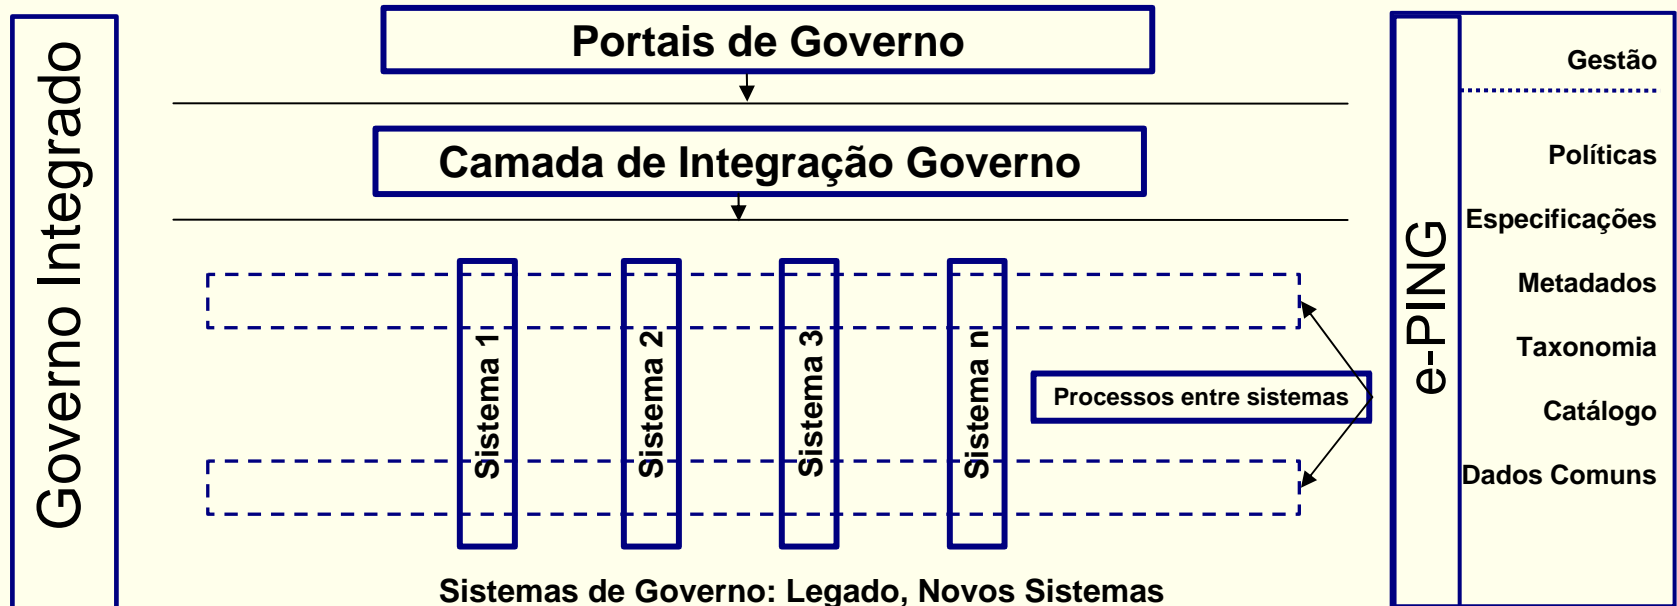 Governo Integrado
Portais de Governo
Camada de Integração Governo
Sistema 1
Sistema 2
Sistema 3
Sistema n
Processos entre sistemas
Sistemas de Governo: Legado, Novos Sistemas
e-PING
Gestão
Políticas
Especificações
Metadados
Taxonomia
Catálogo
Dados Comuns